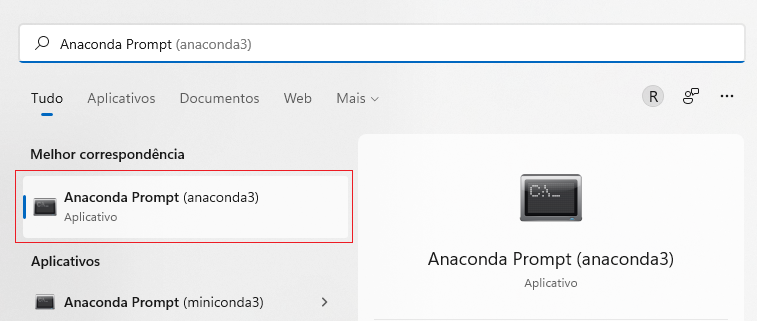 Anaconda Prompt (anaconda3)
Tudo Aplicativos Documentos Web Mais R
Melhor correspondência
Anaconda Prompt (anaconda3)
Aplicativo
Aplicativos
Anaconda Prompt (miniconda3)
C:\_
Anaconda Prompt (anaconda3)
Aplicativo